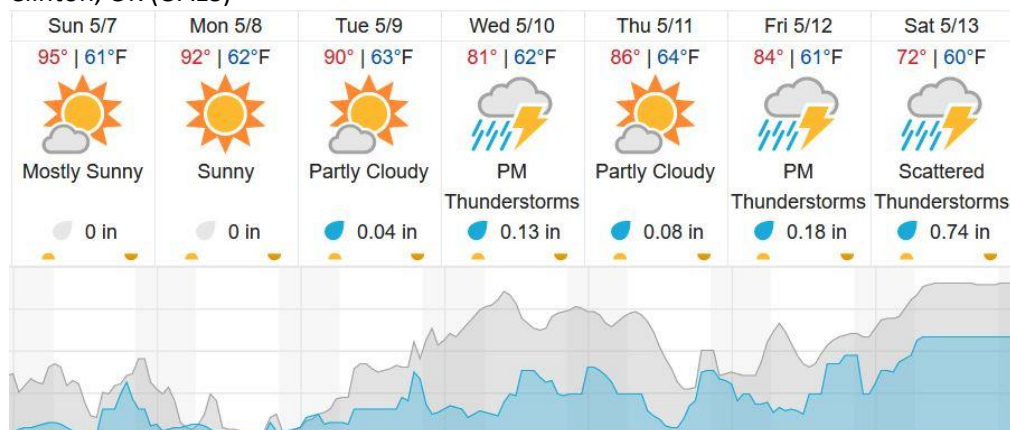 Clinton, OK
Sun 5/7 Mon 5/8 Tue 5/9 Wed 5/10 Thu 5/11 Fri 5/12 Sat 5/13
95° | 61°F 92° | 62°F 90° | 63°F 81° | 62°F 86° | 64°F 84° | 61°F 72° | 60°F
Mostly Sunny Sunny Partly Cloudy PM Partly Cloudy PM Scattered
Thunderstorms Thunderstorms Thunderstorms
0 in 0 in 0.04 in 0.13 in 0.08 in 0.18 in 0.74 in